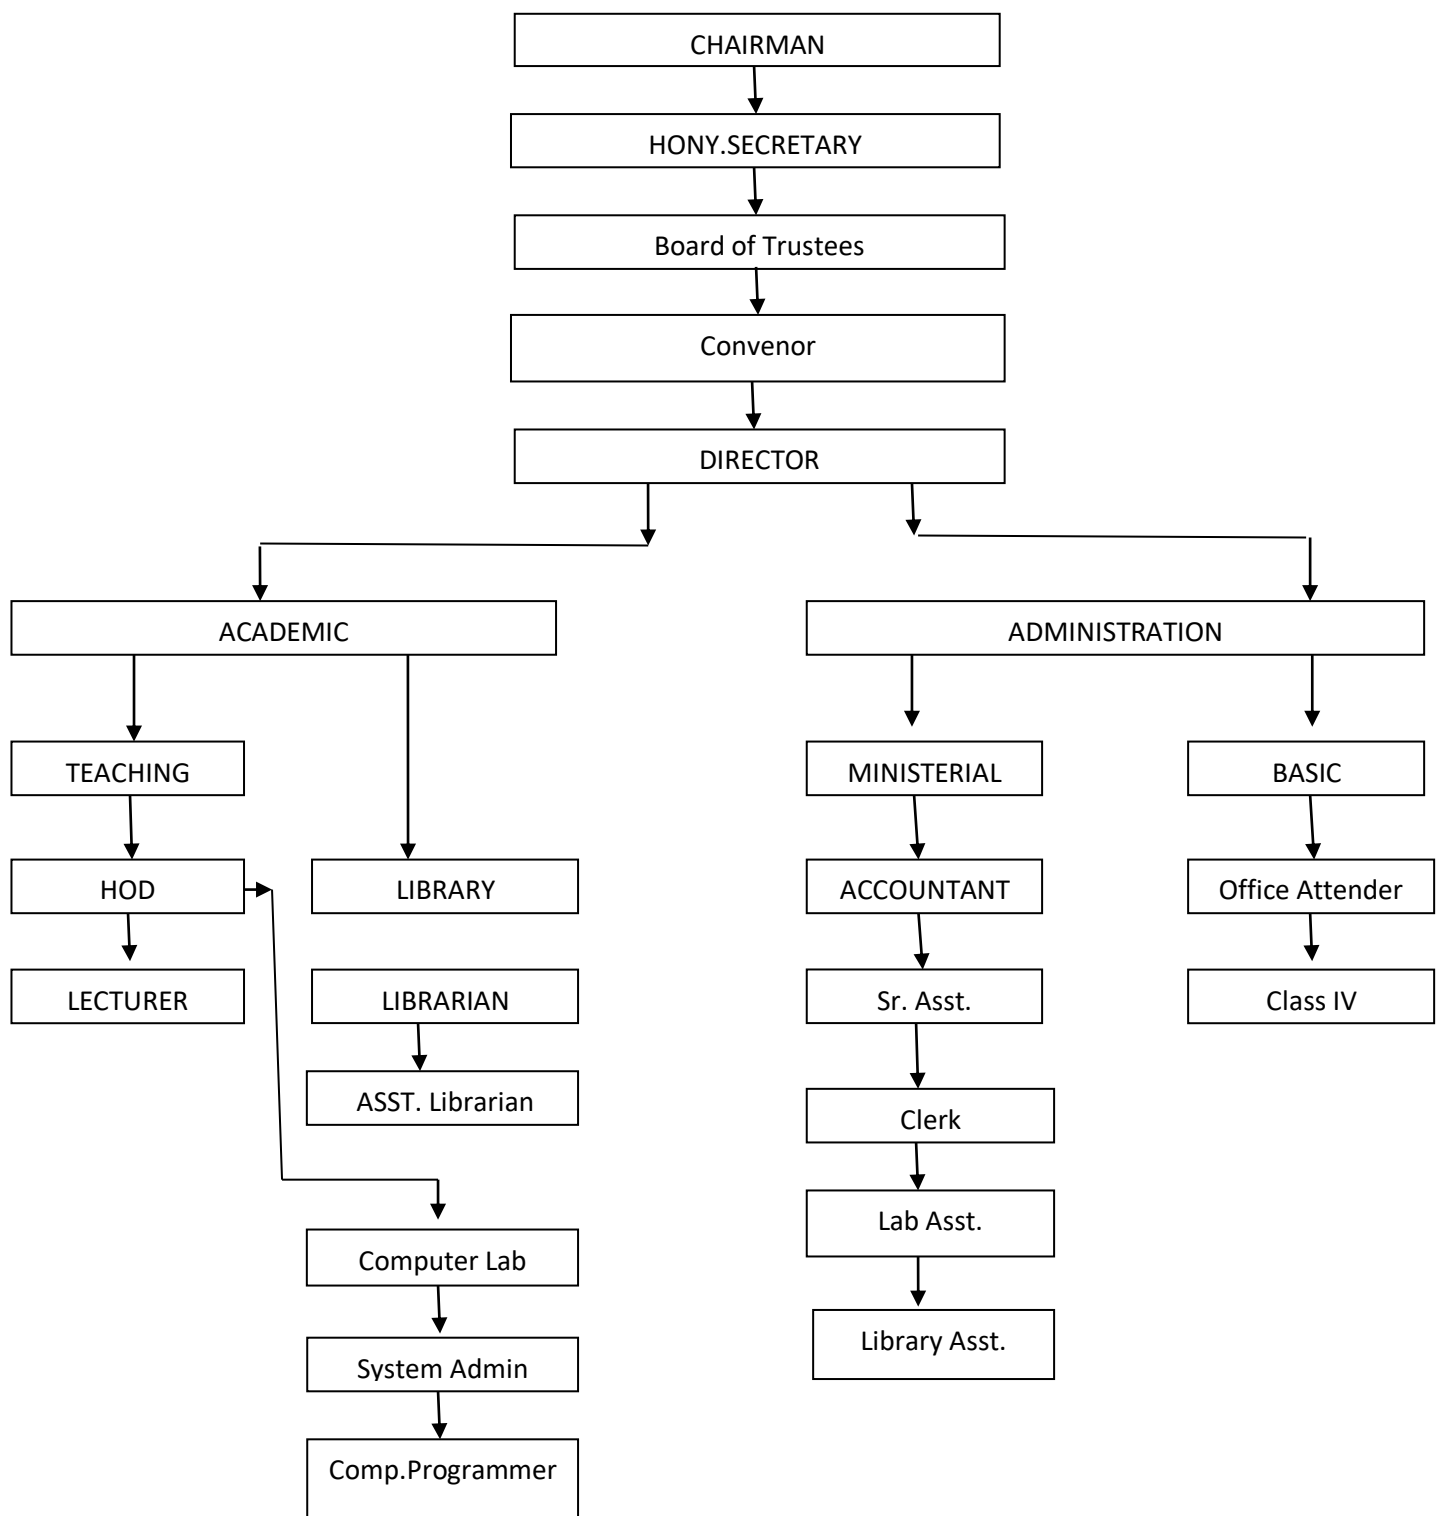 CHAIRMAN
HONY.SECRETARY
Board of Trustees
Convenor
DIRECTOR
ACADEMIC
ADMINISTRATION
TEACHING
MINISTERIAL
BASIC
HOD
LIBRARY
ACCOUNTANT
Office Attender
LECTURER
LIBRARIAN
Sr. Asst.
Class IV
ASST. Librarian
Clerk
Lab Asst.
Computer Lab
Library Asst.
System Admin
Comp.Programmer